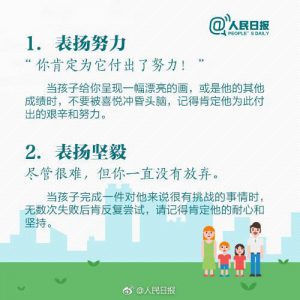 @人民日报
PEOPLE'S DAILY
1. 表扬努力
“你肯定为它付出了努力！”
当孩子给你呈现一幅漂亮的画，或是他的其他
成绩时，不要被喜悦冲昏头脑，记得肯定他为此付
出的艰辛和努力。
2. 表扬坚毅
尽管很难，但你一直没有放弃。
当孩子完成一件对他来说很有挑战的事情时，
无数次失败后肯反复尝试，请记得肯定他的耐心和
坚持。
@人民日报